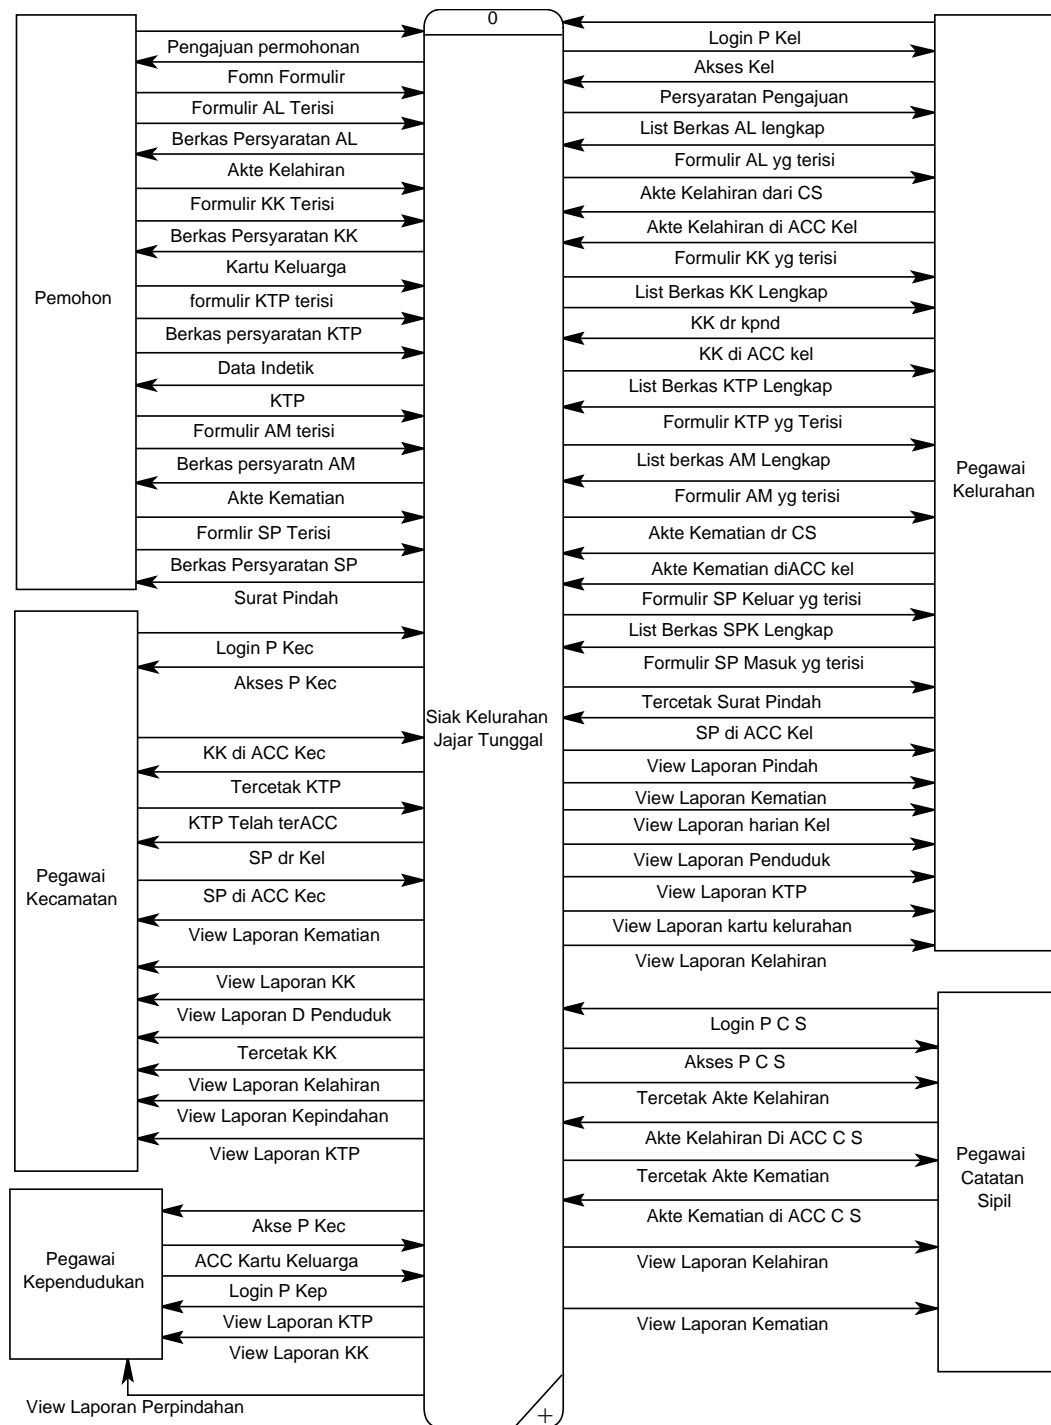 0
Pengajuan permohonan
Fomn Formulir
Formulir AL Terisi
Berkas Persyaratan AL
Akte Kelahiran
Formulir KK Terisi
Berkas Persyaratan KK
Kartu Keluarga
formulir KTP terisi
Berkas persyaratan KTP
Data Indetik
KTP
Formulir AM terisi
Berkas persyaratn AM
Akte Kematian
Formlir SP Terisi
Berkas Persyaratan SP
Surat Pindah
Pemohon
Login P Kec
Akses P Kec
KK di ACC Kec
Tercetak KTP
KTP Telah terACC
SP dr Kel
SP di ACC Kec
View Laporan Kematian
View Laporan KK
View Laporan D Penduduk
Tercetak KK
View Laporan Kelahiran
View Laporan Kepindahan
View Laporan KTP
Pegawai
Kecamatan
Akse P Kec
ACC Kartu Keluarga
Login P Kep
View Laporan KTP
View Laporan KK
View Laporan Perpindahan
Pegawai
Kependudukan
Siak Kelurahan
Jajar Tunggal
Login P Kel
Akses Kel
Persyaratan Pengajuan
List Berkas AL lengkap
Formulir AL yg terisi
Akte Kelahiran dari CS
Akte Kelahiran di ACC Kel
Formulir KK yg terisi
List Berkas KK Lengkap
KK dr kpnd
KK di ACC kel
List Berkas KTP Lengkap
Formulir KTP yg Terisi
List berkas AM Lengkap
Formulir AM yg terisi
Akte Kematian dr CS
Akte Kematian diACC kel
Formulir SP Keluar yg terisi
List Berkas SPK Lengkap
Formulir SP Masuk yg terisi
Tercetak Surat Pindah
SP di ACC Kel
View Laporan Pindah
View Laporan Kematian
View Laporan harian Kel
View Laporan Penduduk
View Laporan KTP
View Laporan kartu kelurahan
View Laporan Kelahiran
Pegawai
Kelurahan
Login P C S
Akses P C S
Tercetak Akte Kelahiran
Akte Kelahiran Di ACC C S
Tercetak Akte Kematian
Akte Kematian di ACC C S
View Laporan Kelahiran
View Laporan Kematian
Pegawai
Catatan
Sipil
+